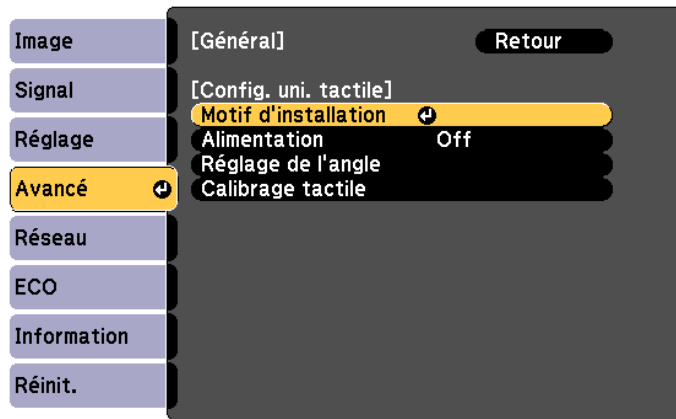 Image
Signal
Réglage
Avancé
Réseau
ECO
Information
Réinit.
[Général] Retour
[Config. uni. tactile]
Motif d'installation
Alimentation Off
Réglage de l'angle
Calibrage tactile